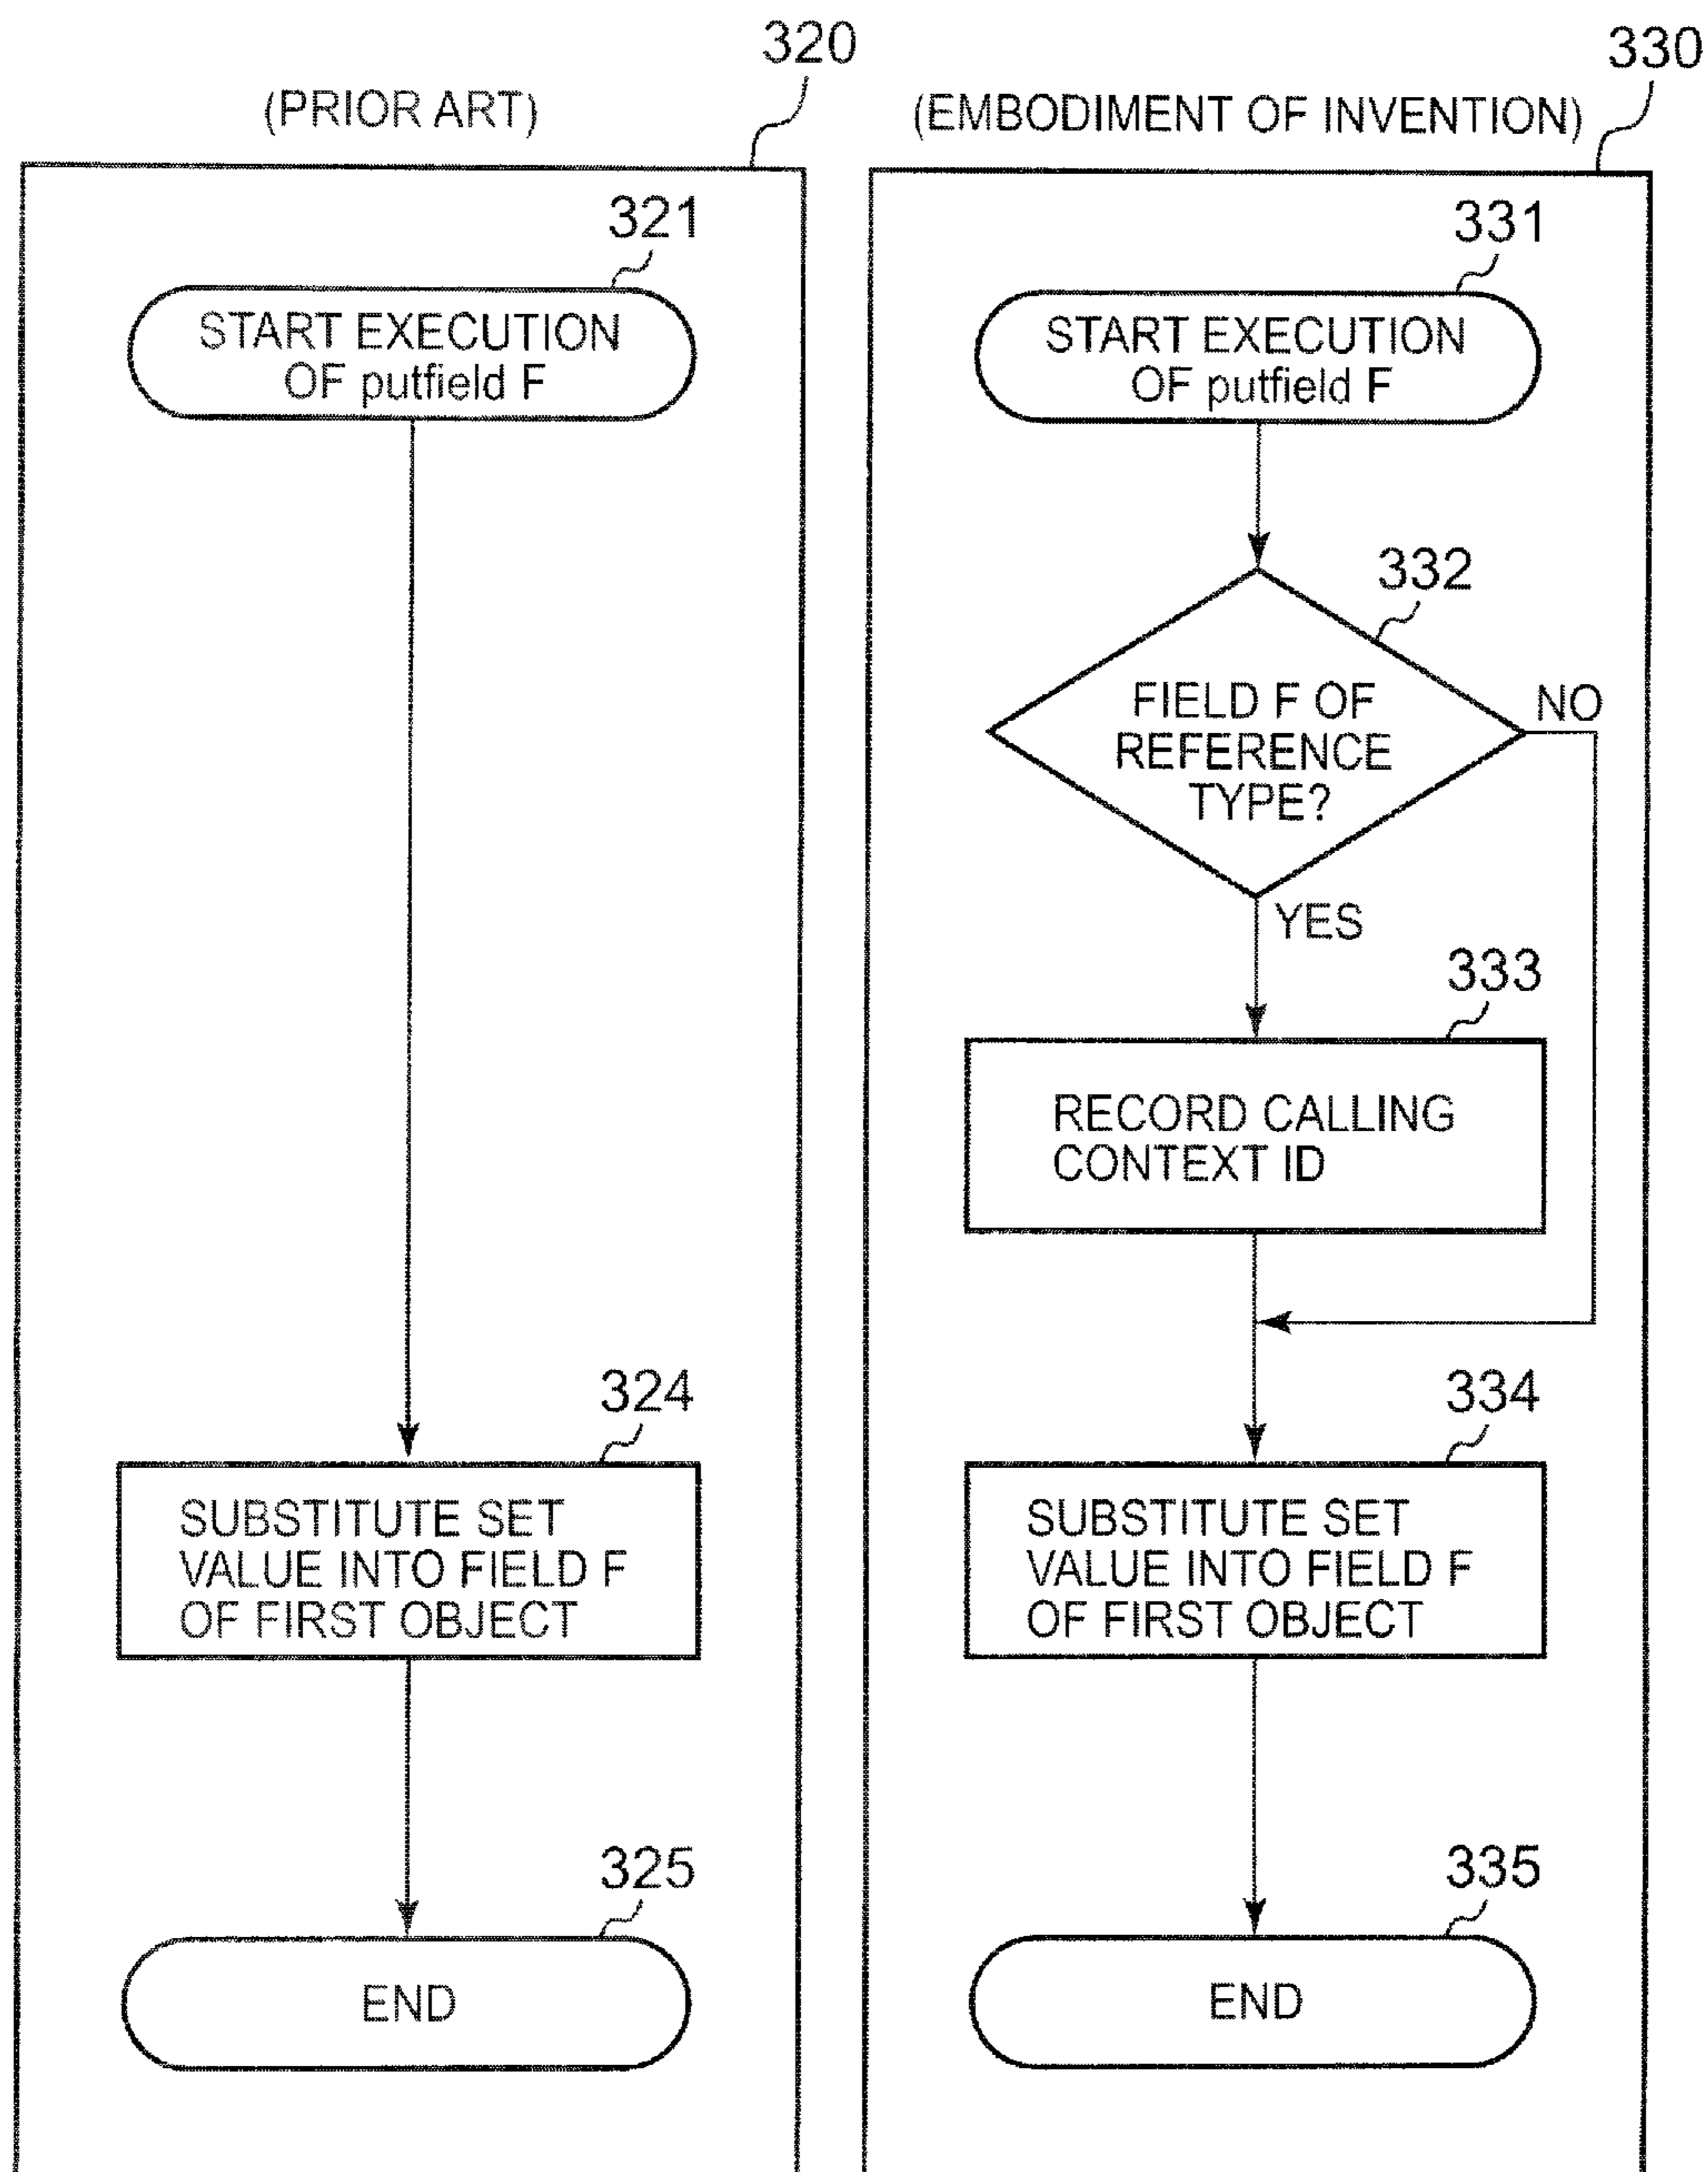 320
(PRIOR ART)
321
START EXECUTION
OF putfield F
324
SUBSTITUTE SET
VALUE INTO FIELD F
OF FIRST OBJECT
325
END
330
(EMBODIMENT OF INVENTION)
331
START EXECUTION
OF putfield F
332
FIELD F OF
REFERENCE
TYPE?
NO
YES
333
RECORD CALLING
CONTEXT ID
334
SUBSTITUTE SET
VALUE INTO FIELD F
OF FIRST OBJECT
335
END